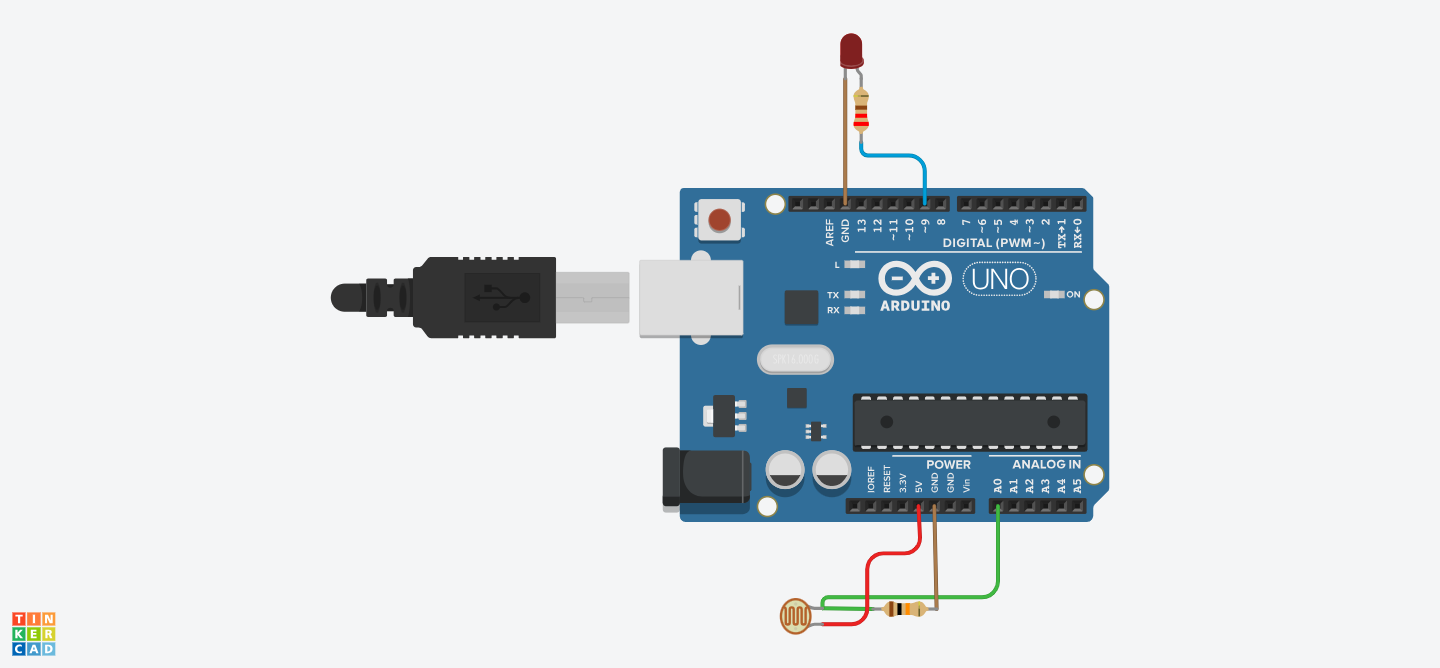 AREF
GND
13
12
~11
~10
~9
8
7
~6
~5
4
~3
2
TX→1
RX←0
DIGITAL (PWM~)
L
TX
RX
ARDUINO
UNO
ON
POWER
ANALOG IN
IOREF
RESET
3.3V
5V
GND
GND
Vin
A0
A1
A2
A3
A4
A5
TIN
KER
CAD